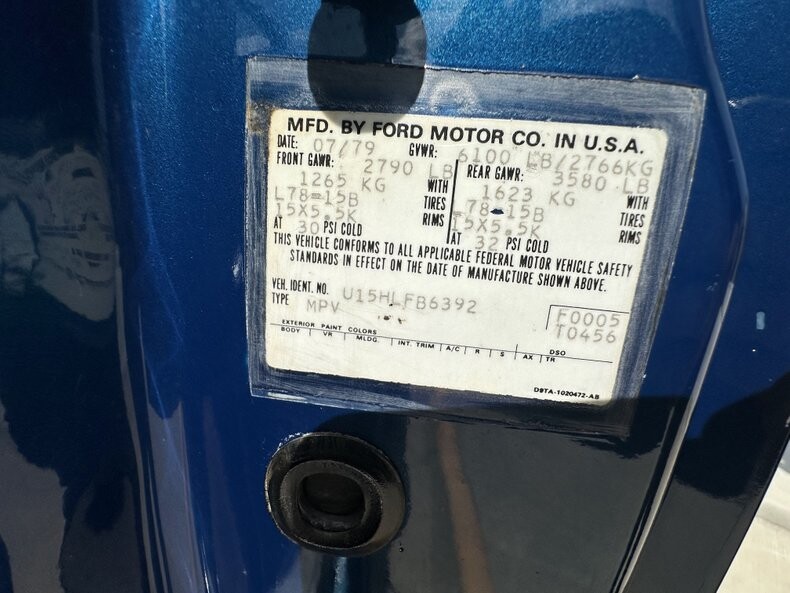 MFD. BY FORD MOTOR CO. IN U.S.A.
DATE: 07/79 GVWR: 6100 LB/2766KG
FRONT GAWR: 2790 LB REAR GAWR: 3580 LB
1265 KG WITH 1623 KG WITH
L78-15B TIRES L78-15B TIRES
15X5.5K RIMS 15X5.5K RIMS
AT 30 PSI COLD AT 32 PSI COLD
THIS VEHICLE CONFORMS TO ALL APPLICABLE FEDERAL MOTOR VEHICLE SAFETY
STANDARDS IN EFFECT ON THE DATE OF MANUFACTURE SHOWN ABOVE.
VEH. IDENT. NO. U15HLFB6392 F0005
TYPE MPV T0456
EXTERIOR PAINT COLORS DSO
BODY VR MLDG. INT. TRIM A/C R S AX TR
D9TA-1020472-AB